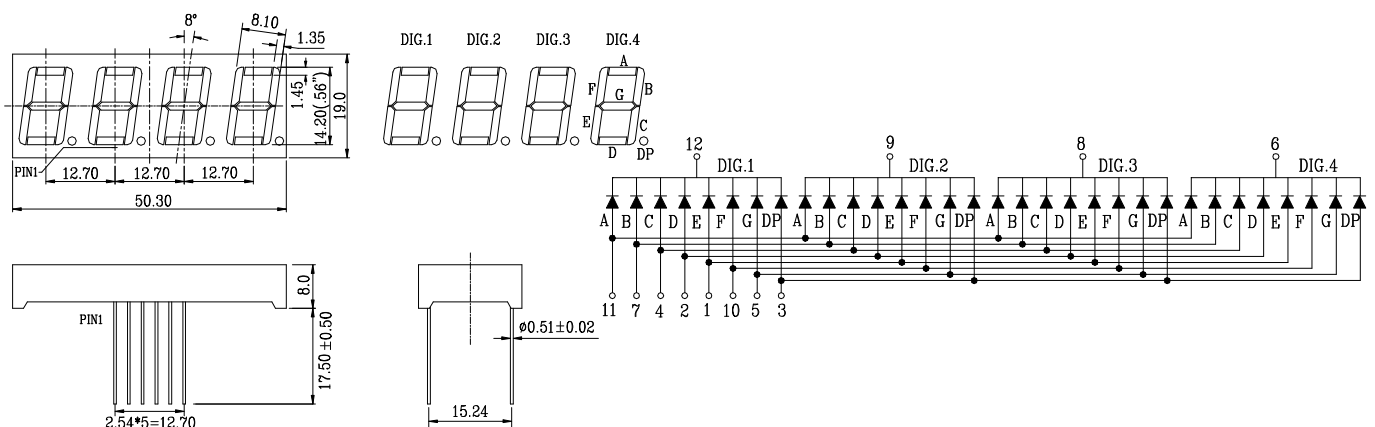 8°
8.10
1.35
1.45
14.20(.56")
19.0
PIN1
12.70 12.70 12.70
50.30
DIG.1 DIG.2 DIG.3 DIG.4
A
F B
G
E C
D DP
12 9 8 6
DIG.1 DIG.2 DIG.3 DIG.4
A B C D E F G DP A B C D E F G DP A B C D E F G DP A B C D E F G DP
11 7 4 2 1 10 5 3
8.0
PIN1
17.50±0.50
2.54*5=12.70
ø0.51±0.02
15.24